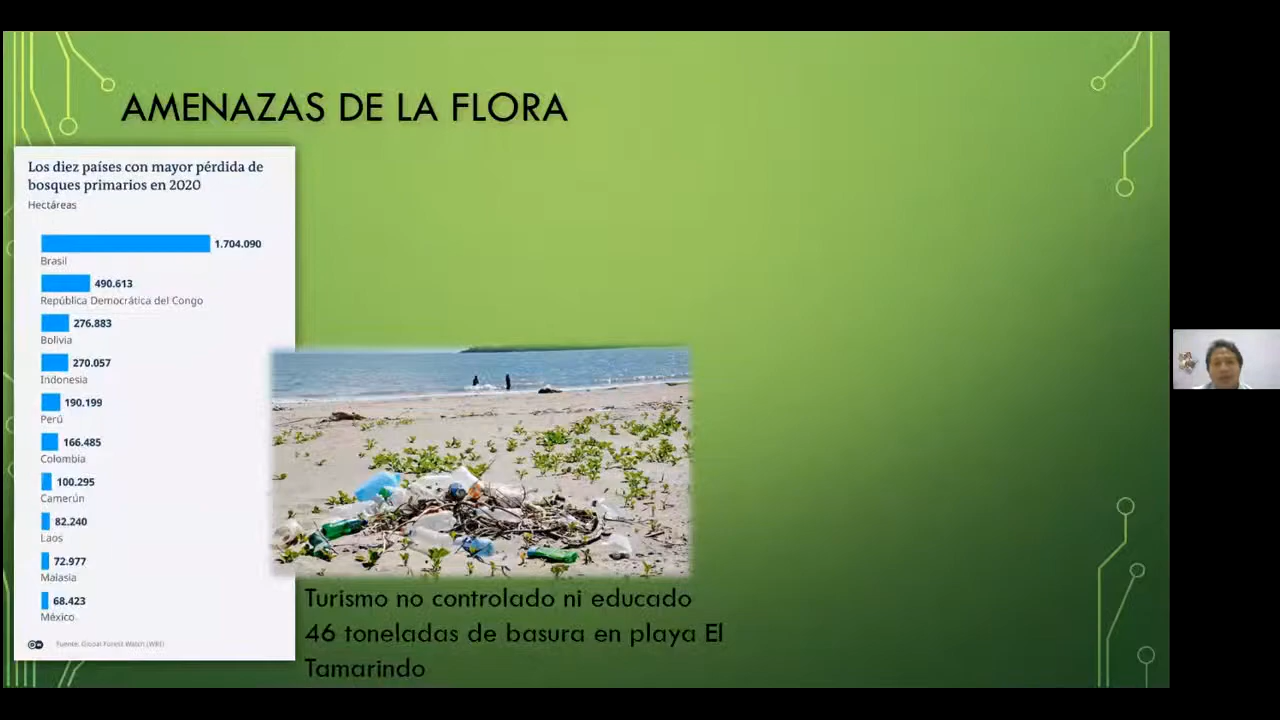 AMENAZAS DE LA FLORA
Los diez países con mayor pérdida de
bosques primarios en 2020
Hectáreas
1.704.090
Brasil
490.613
República Democrática del Congo
276.883
Bolivia
270.057
Indonesia
190.199
Perú
166.485
Colombia
100.295
Camerún
82.240
Laos
72.977
Malasia
68.423
México
Fuente: Global Forest Watch (WRI)
Turismo no controlado ni educado
46 toneladas de basura en playa El
Tamarindo